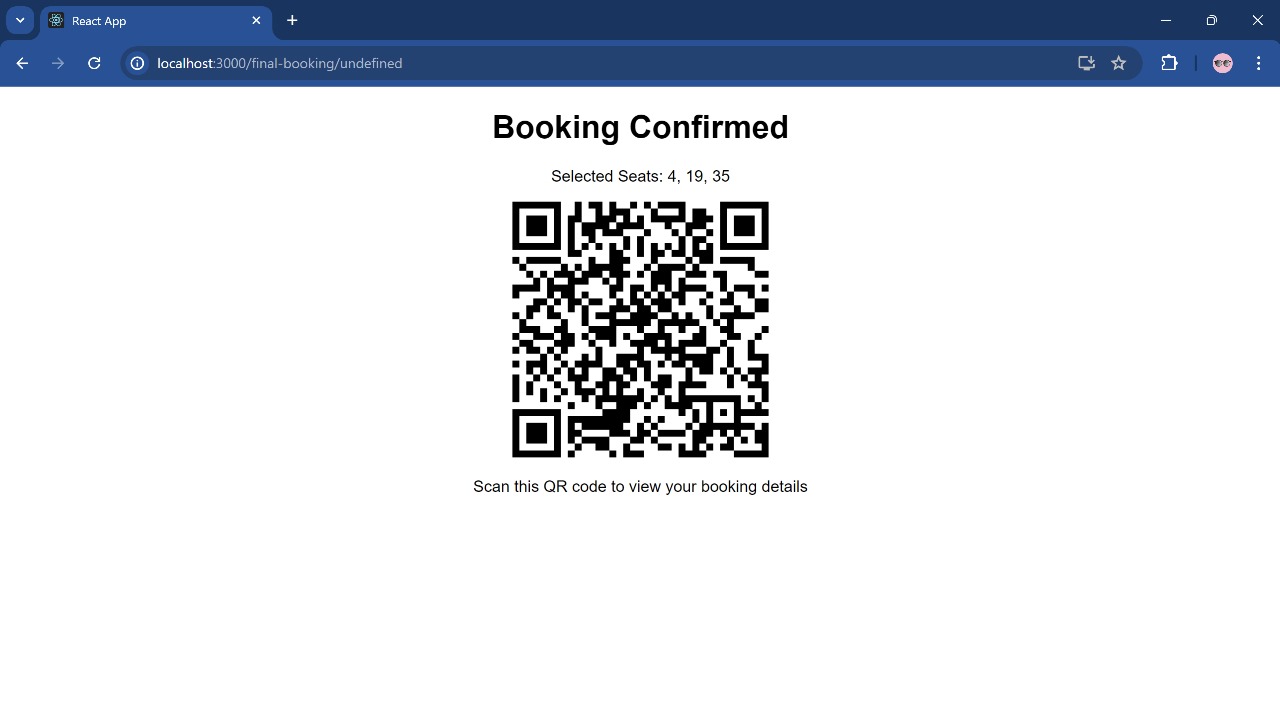 React App
localhost:3000/final-booking/undefined
Booking Confirmed
Selected Seats: 4, 19, 35
Scan this QR code to view your booking details